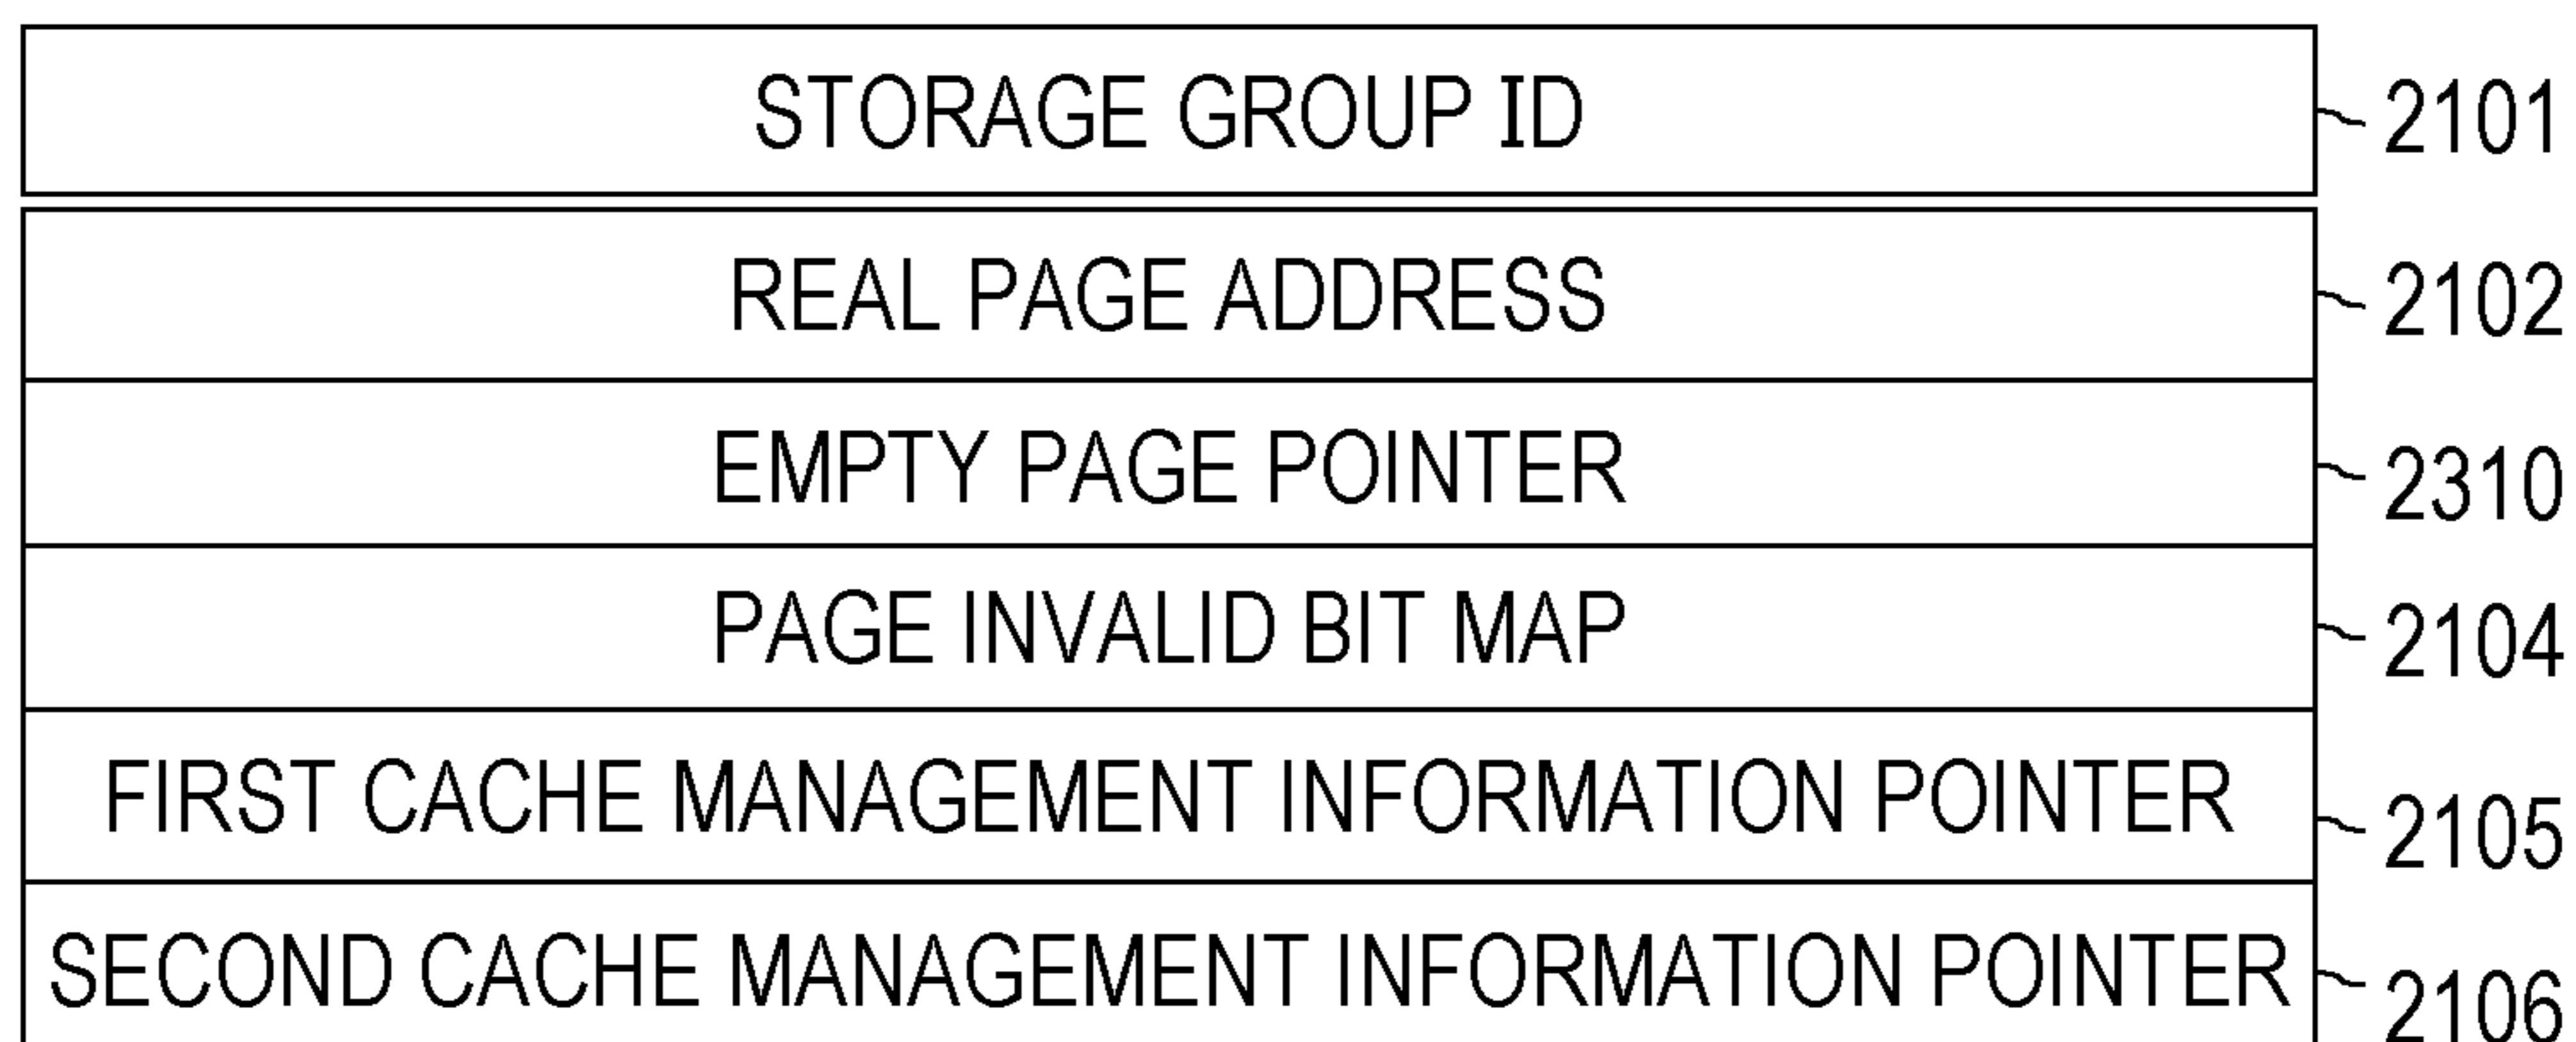 STORAGE GROUP ID 2101
REAL PAGE ADDRESS 2102
EMPTY PAGE POINTER 2310
PAGE INVALID BIT MAP 2104
FIRST CACHE MANAGEMENT INFORMATION POINTER 2105
SECOND CACHE MANAGEMENT INFORMATION POINTER 2106